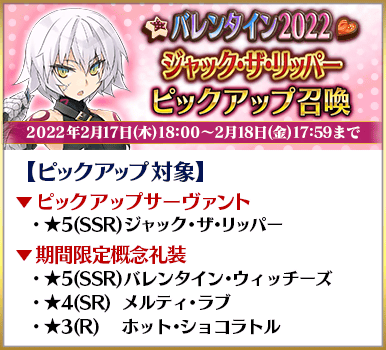 バレンタイン2022
ジャック・ザ・リッパー
ピックアップ召喚
2022年2月17日(木)18:00～2月18日(金)17:59まで
【ピックアップ対象】
▼ピックアップサーヴァント
・★5(SSR)ジャック・ザ・リッパー
▼期間限定概念礼装
・★5(SSR)バレンタイン・ウィッチーズ
・★4(SR) メルティ・ラブ
・★3(R) ホット・ショコラトル